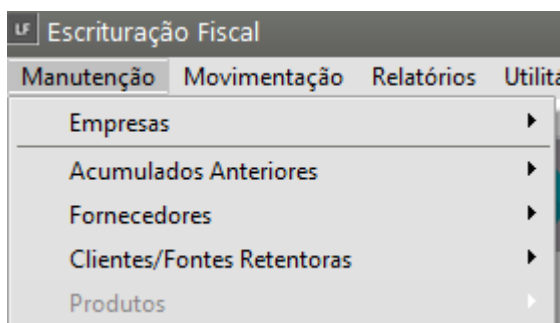 LF Escrituração Fiscal
Manutenção Movimentação Relatórios
Empresas
Acumulados Anteriores
Fornecedores
Clientes/Fontes Retentoras
Produtos